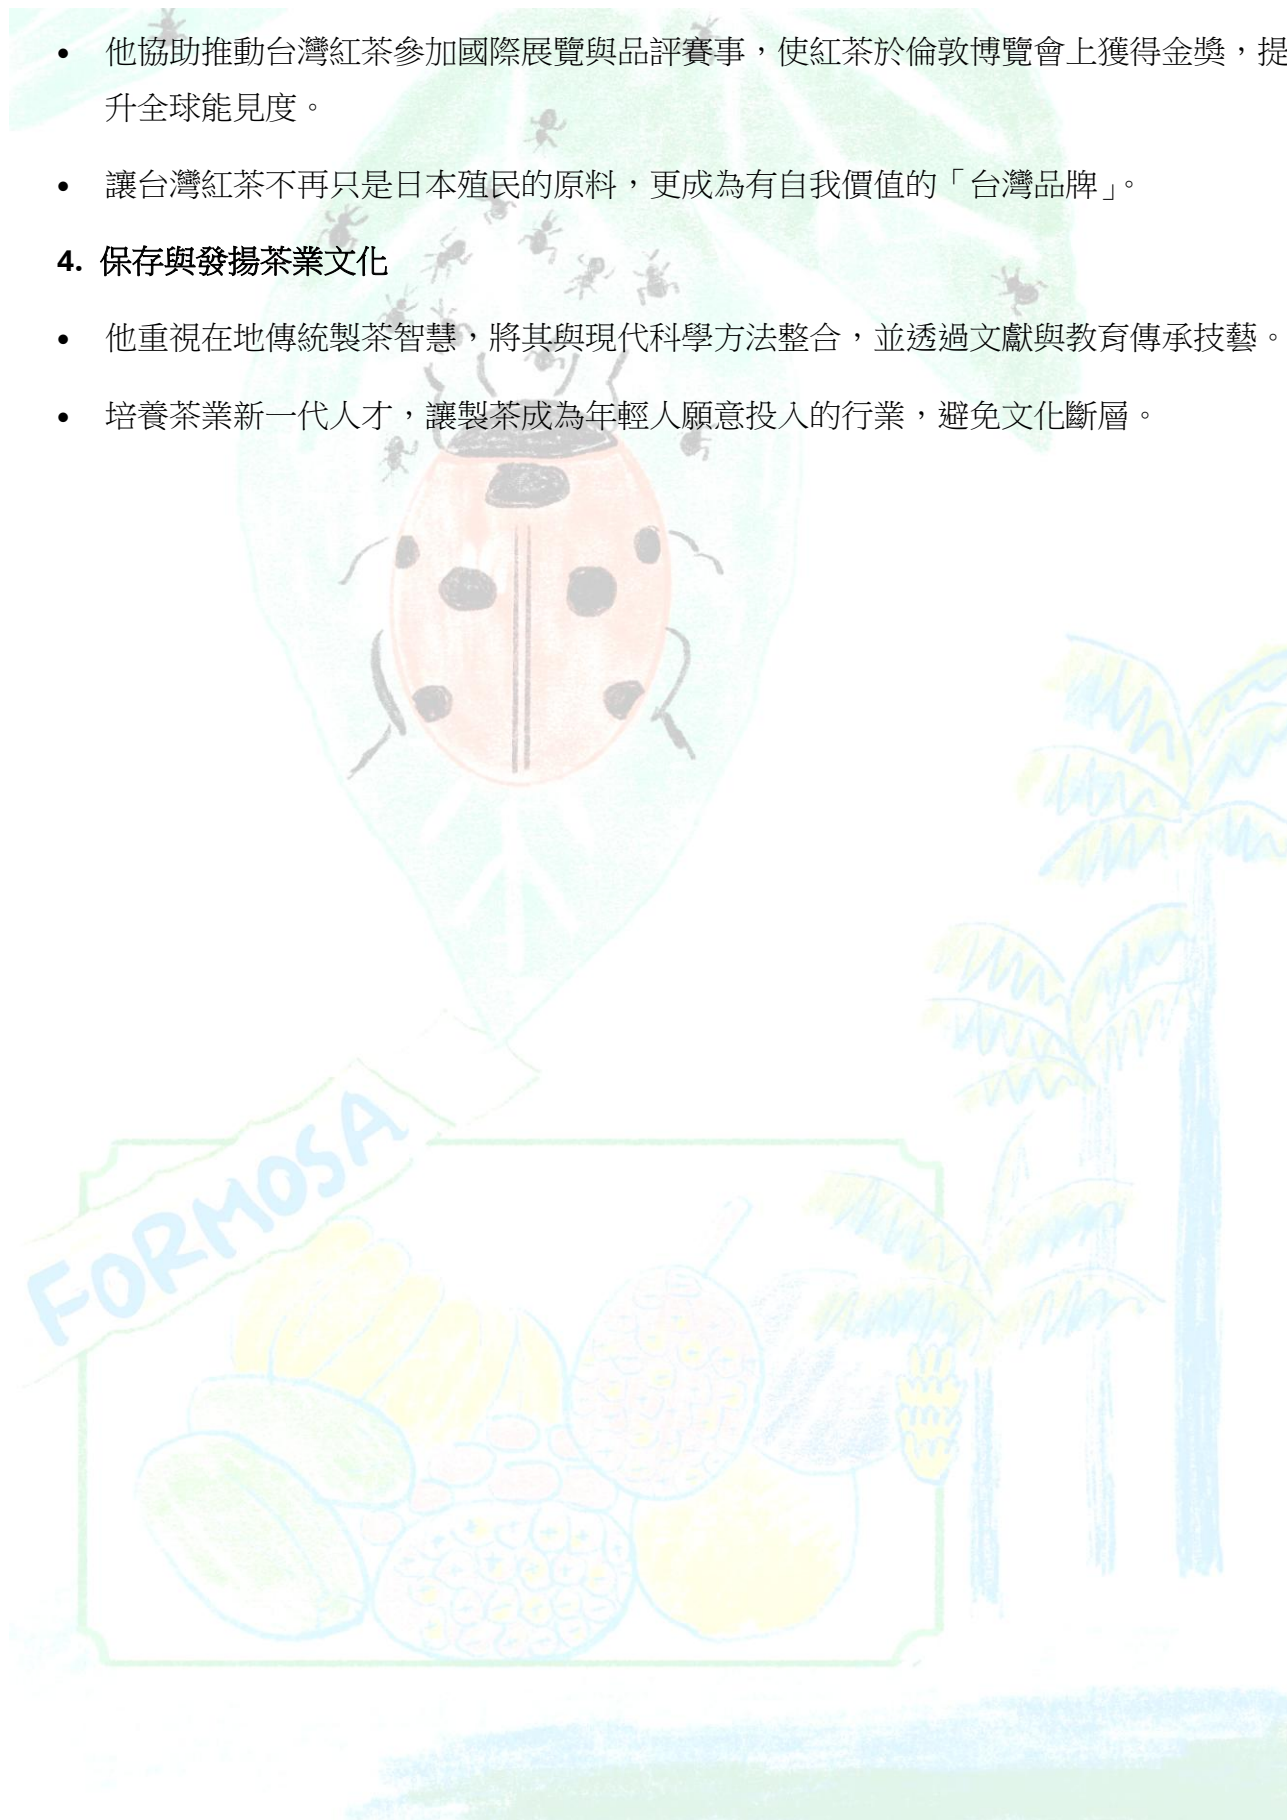 • 他協助推動台灣紅茶參加國際展覽與品評賽事，使紅茶於倫敦博覽會上獲得金獎，提
升全球能見度。
• 讓台灣紅茶不再只是日本殖民的原料，更成為有自我價值的「台灣品牌」。
4. 保存與發揚茶業文化
• 他重視在地傳統製茶智慧，將其與現代科學方法整合，並透過文獻與教育傳承技藝。
• 培養茶業新一代人才，讓製茶成為年輕人願意投入的行業，避免文化斷層。
FORMOSA